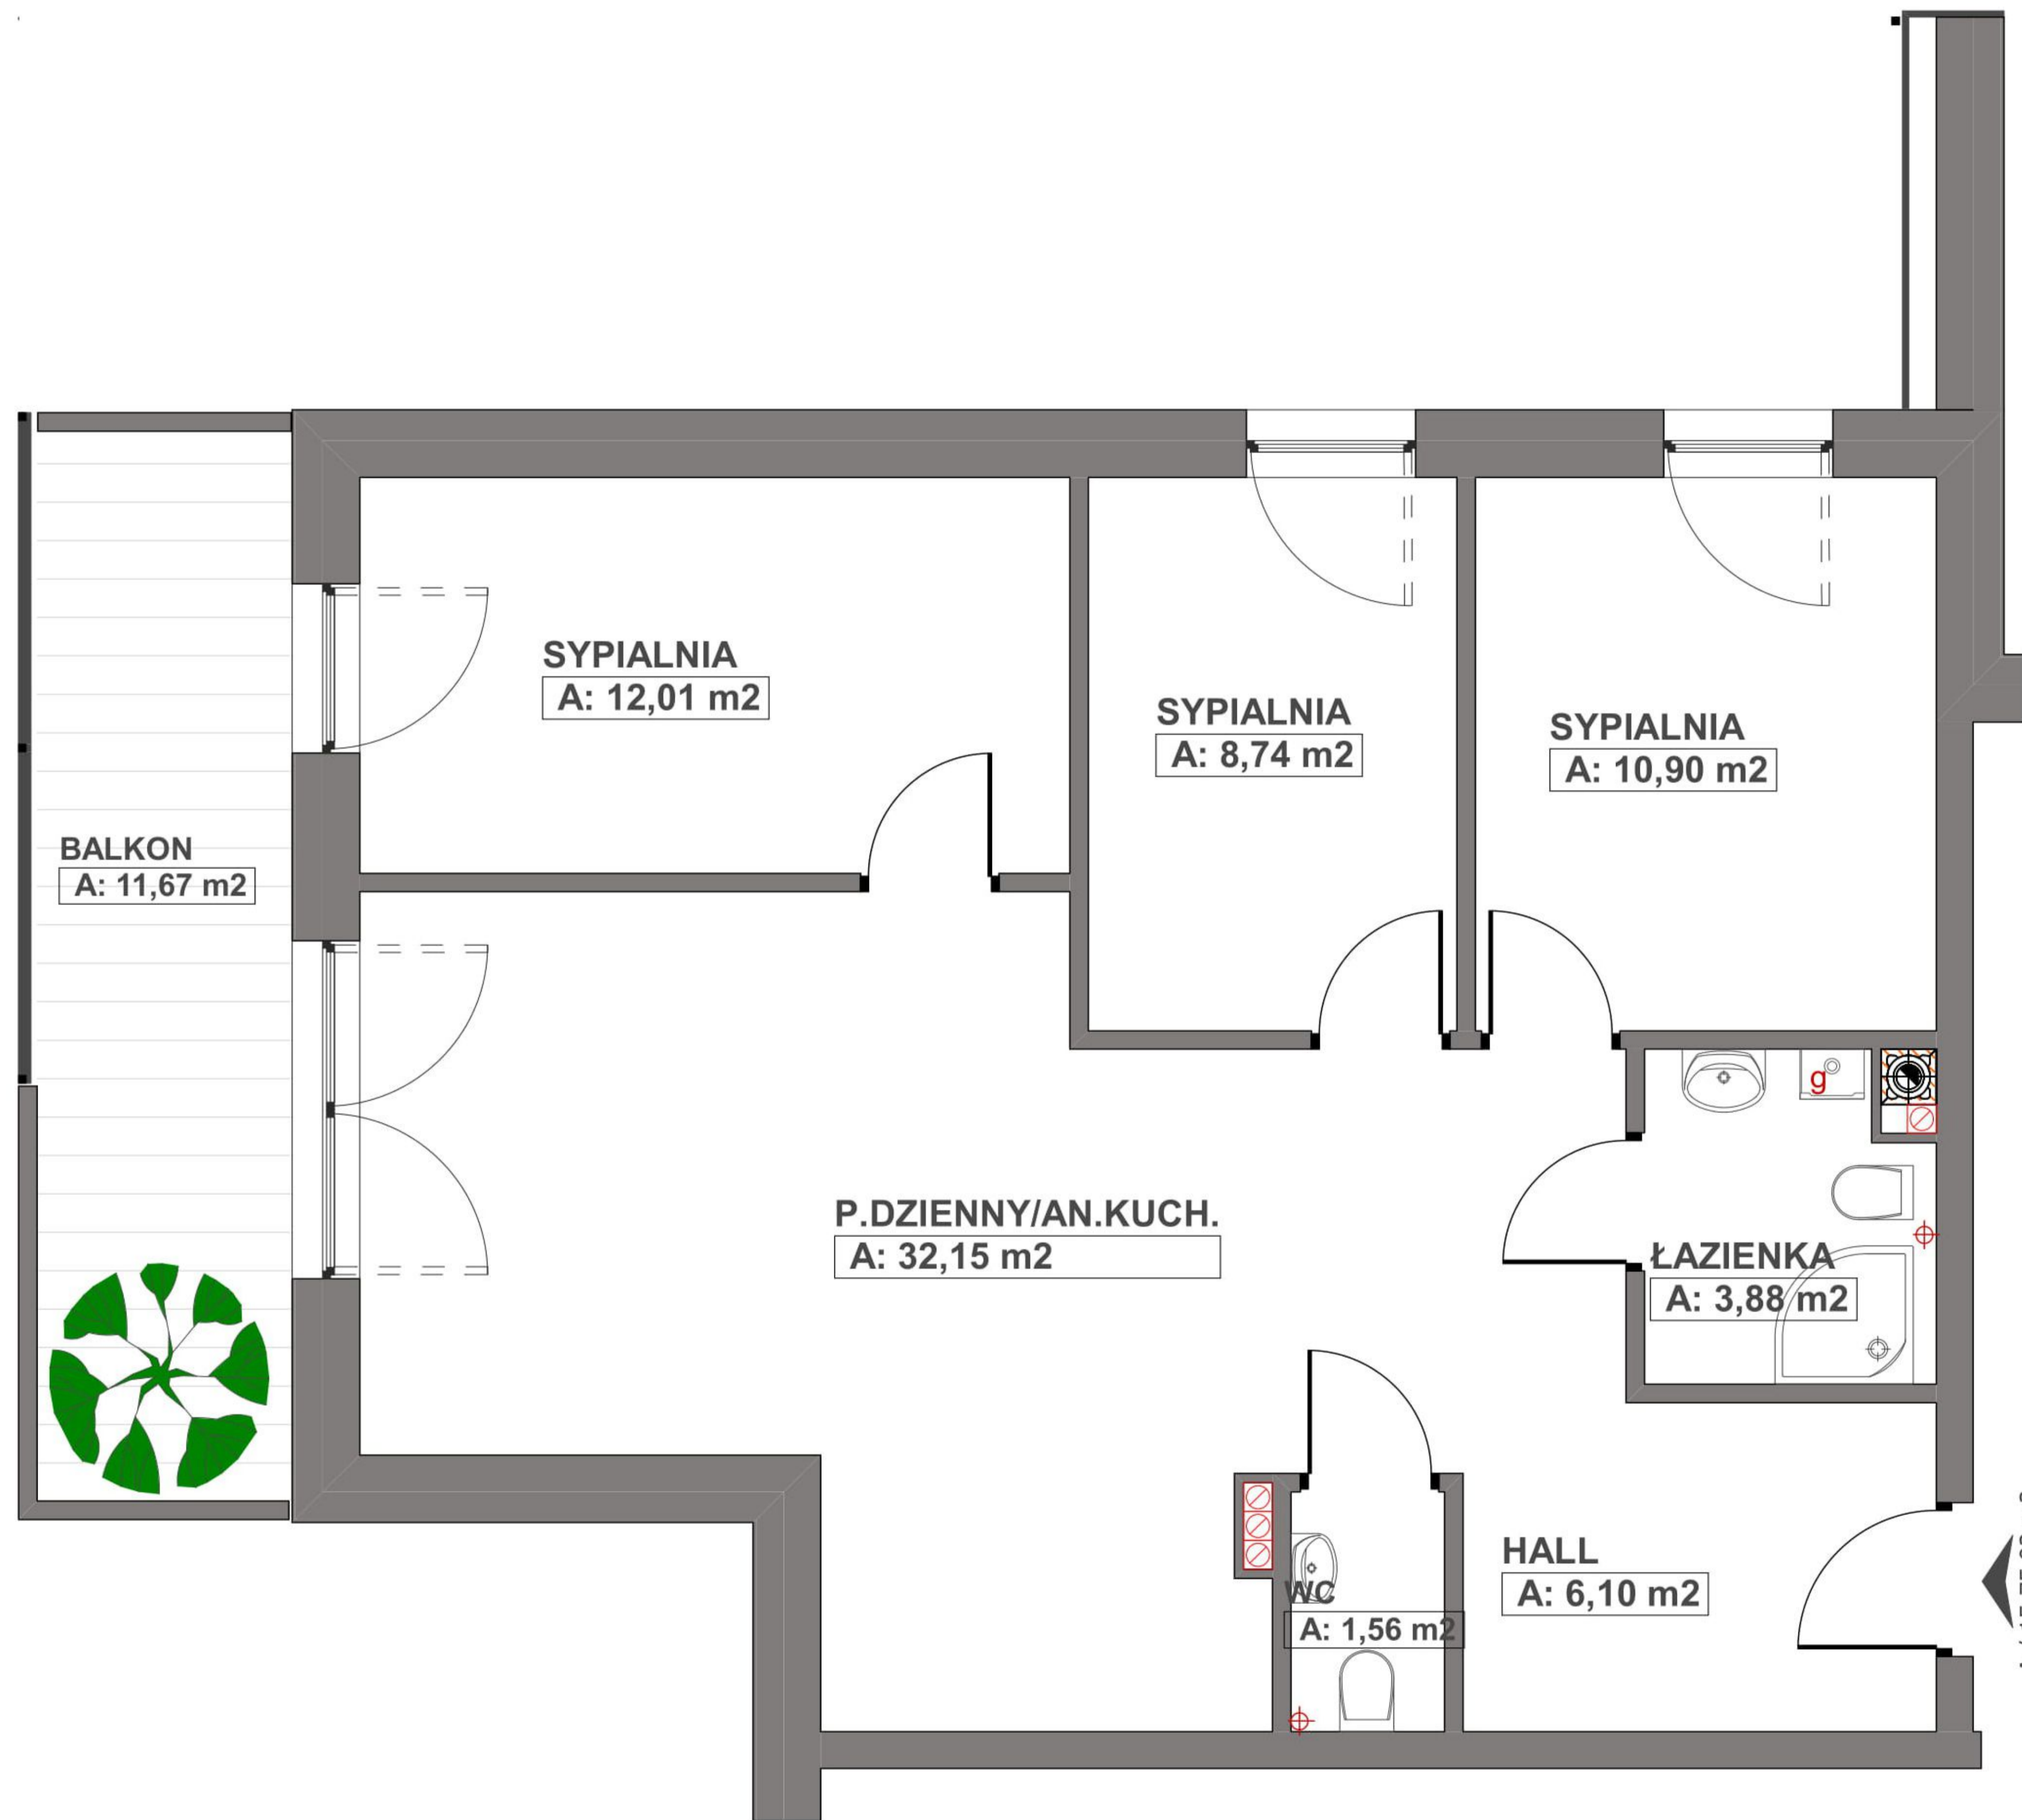 SYPIALNIA
A: 12,01 m2
SYPIALNIA
A: 8,74 m2
SYPIALNIA
A: 10,90 m2
BALKON
A: 11,67 m2
g
P.DZIENNY/AN.KUCH.
A: 32,15 m2
ŁAZIENKA
A: 3,88 m2
HALL
A: 6,10 m2
WC
A: 1,56 m2